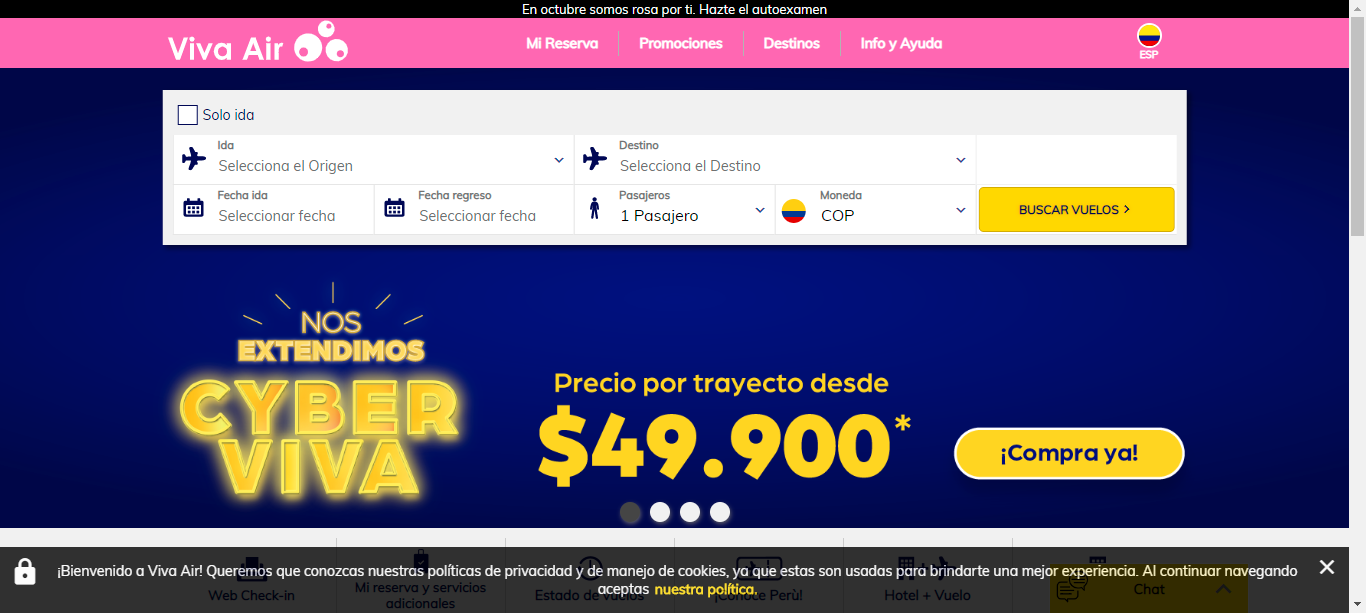 En octubre somos rosa por ti. Hazte el autoexamen
Viva Air
Mi Reserva
Promociones
Destinos
Info y Ayuda
ESP
Solo ida
Ida
Selecciona el Origen
Destino
Selecciona el Destino
Fecha ida
Seleccionar fecha
Fecha regreso
Seleccionar fecha
Pasajeros
1 Pasajero
Moneda
COP
BUSCAR VUELOS >
NOS
EXTENDIMOS
CYBER
VIVA
Precio por trayecto desde
$49.900*
¡Compra ya!
¡Bienvenido a Viva Air! Queremos que conozcas nuestras políticas de privacidad y de manejo de cookies, ya que estas son usadas para brindarte una mejor experiencia. Al continuar navegando
aceptas nuestra política.
Web Check-in
Mi reserva y servicios
adicionales
Estado de vuelos
¡Conoce Perù!
Hotel + Vuelo
Chat